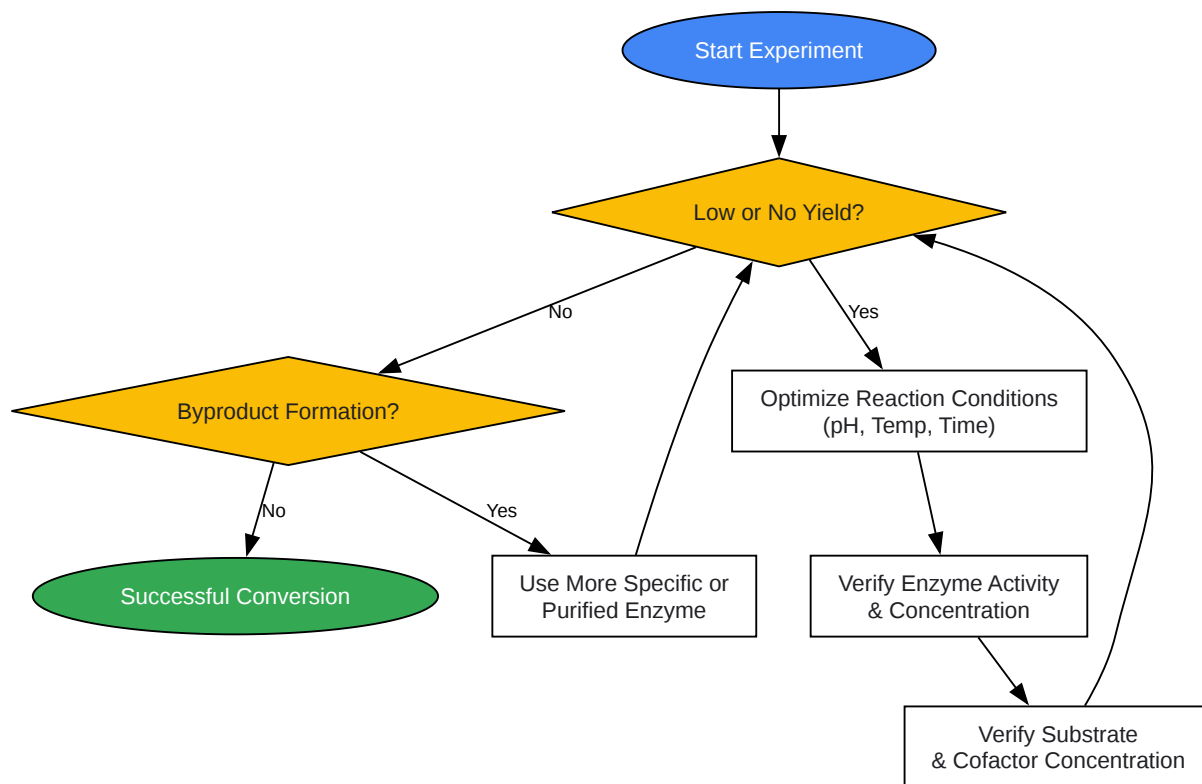 Start Experiment
Low or No Yield?
No
Yes
Byproduct Formation?
Optimize Reaction Conditions
(pH, Temp, Time)
No
Yes
Successful Conversion
Use More Specific or
Purified Enzyme
Verify Enzyme Activity
& Concentration
Verify Substrate
& Cofactor Concentration